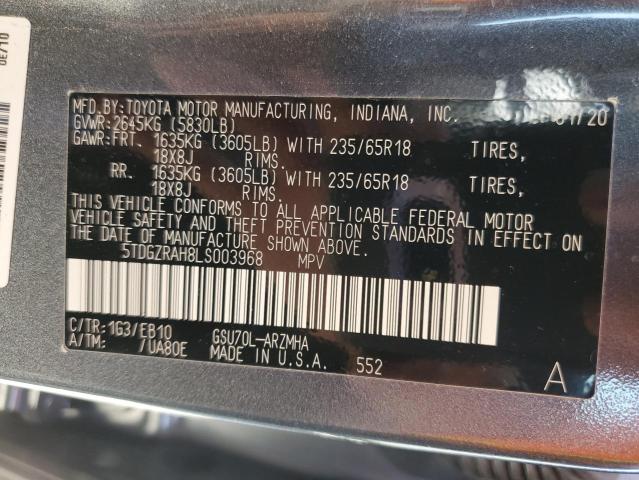 MFD.BY:TOYOTA MOTOR MANUFACTURING, INDIANA, INC. /20
GVWR:2645KG (5830LB)
GAWR:FRT. 1635KG (3605LB) WITH 235/65R18 TIRES,
18X8J RIMS.
RR. 1635KG (3605LB) WITH 235/65R18 TIRES,
18X8J RIMS.
THIS VEHICLE CONFORMS TO ALL APPLICABLE FEDERAL MOTOR
VEHICLE SAFETY AND THEFT PREVENTION STANDARDS IN EFFECT ON
THE DATE OF MANUFACTURE SHOWN ABOVE.
5TDGZRAH8LS003968 MPV
C/TR:1G3/EB10 GSU70L-ARZMHA
A/TM: /UA80E MADE IN U.S.A. 552
A